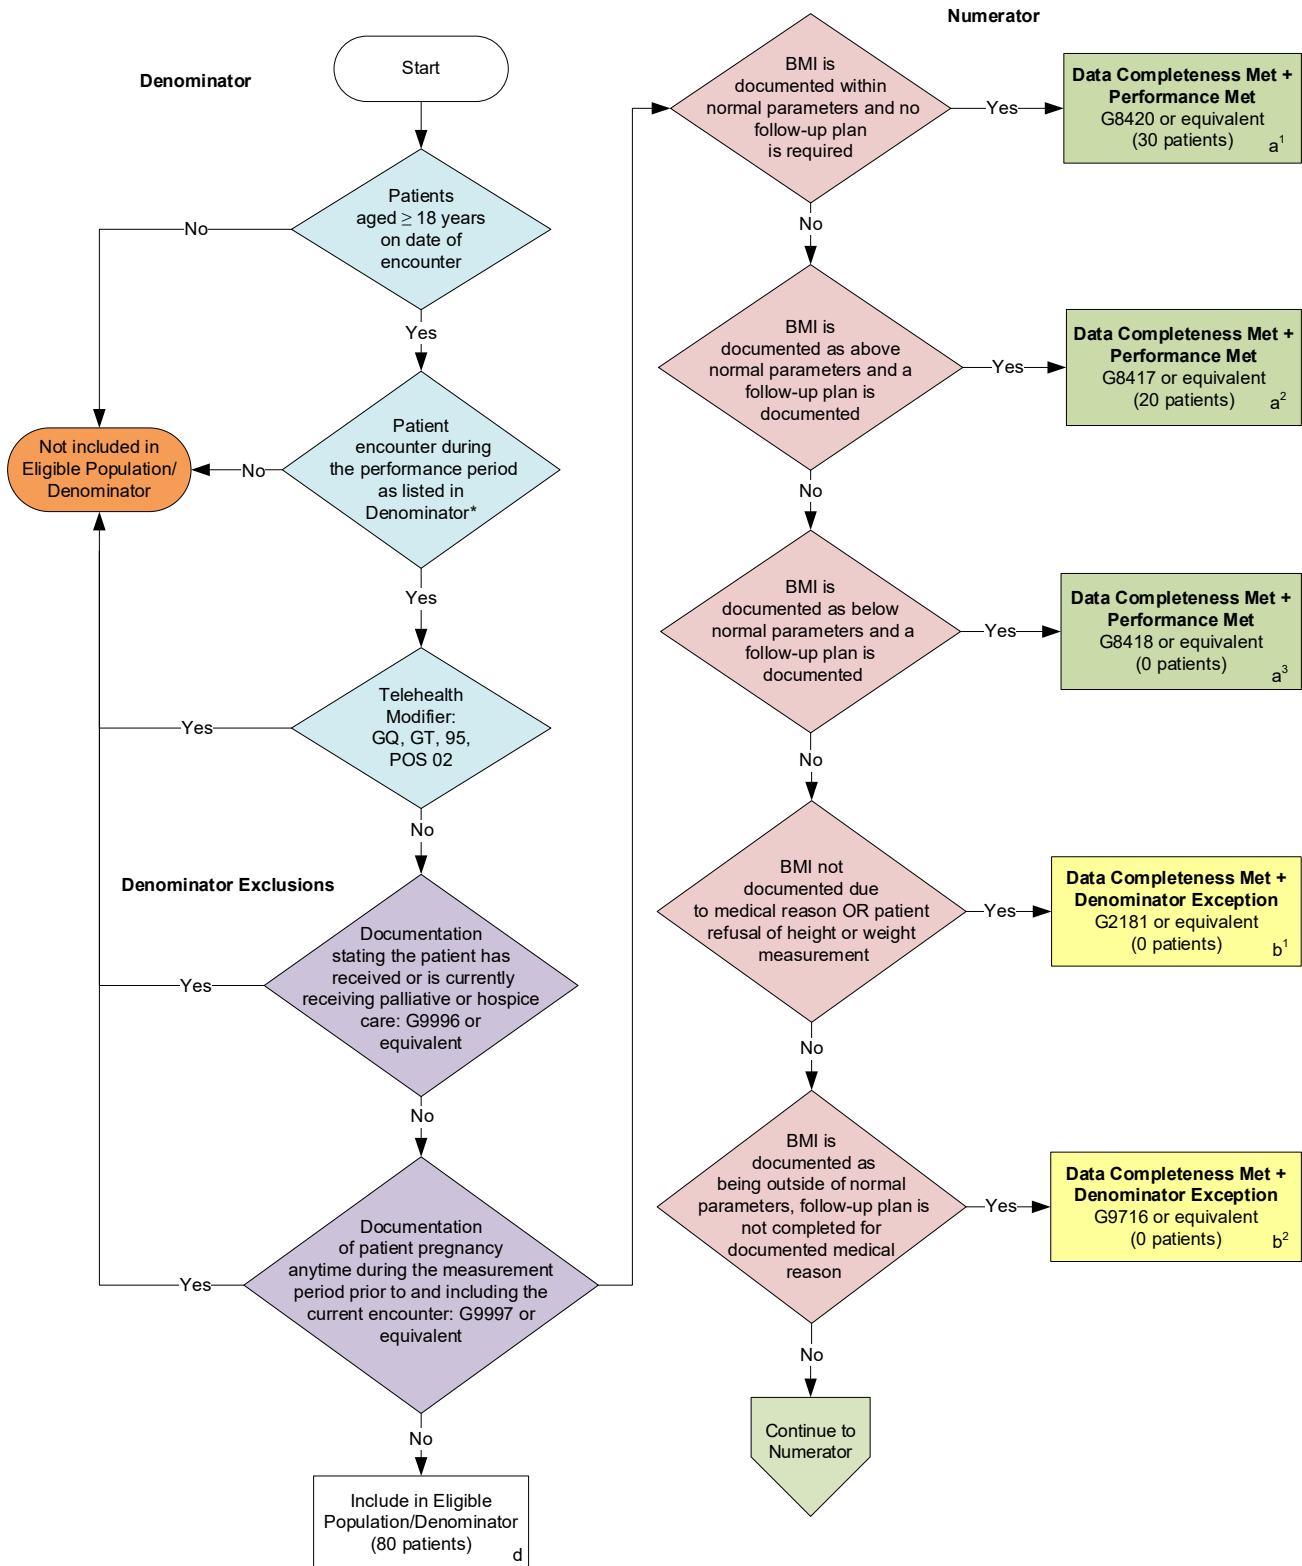 Denominator
Start
Patients
aged ≥ 18 years
on date of
encounter
No
Yes
Patient
encounter during
the performance period
as listed in
Denominator*
No
Not included in
Eligible Population/
Denominator
Yes
Telehealth
Modifier:
GQ, GT, 95,
POS 02
Yes
No
Denominator Exclusions
Documentation
stating the patient has
received or is currently
receiving palliative or hospice
care: G9996 or
equivalent
Yes
No
Documentation
of patient pregnancy
anytime during the measurement
period prior to and including the
current encounter: G9997 or
equivalent
Yes
No
Include in Eligible
Population/Denominator
(80 patients)
d
Numerator
BMI is
documented within
normal parameters and no
follow-up plan
is required
Yes
Data Completeness Met +
Performance Met
G8420 or equivalent
(30 patients)
a¹
No
BMI is
documented as above
normal parameters and a
follow-up plan is
documented
Yes
Data Completeness Met +
Performance Met
G8417 or equivalent
(20 patients)
a²
No
BMI is
documented as below
normal parameters and a
follow-up plan is
documented
Yes
Data Completeness Met +
Performance Met
G8418 or equivalent
(0 patients)
a³
No
BMI not
documented due
to medical reason OR patient
refusal of height or weight
measurement
Yes
Data Completeness Met +
Denominator Exception
G2181 or equivalent
(0 patients)
b¹
No
BMI is
documented as
being outside of normal
parameters, follow-up plan is
not completed for
documented medical
reason
Yes
Data Completeness Met +
Denominator Exception
G9716 or equivalent
(0 patients)
b²
No
Continue to
Numerator